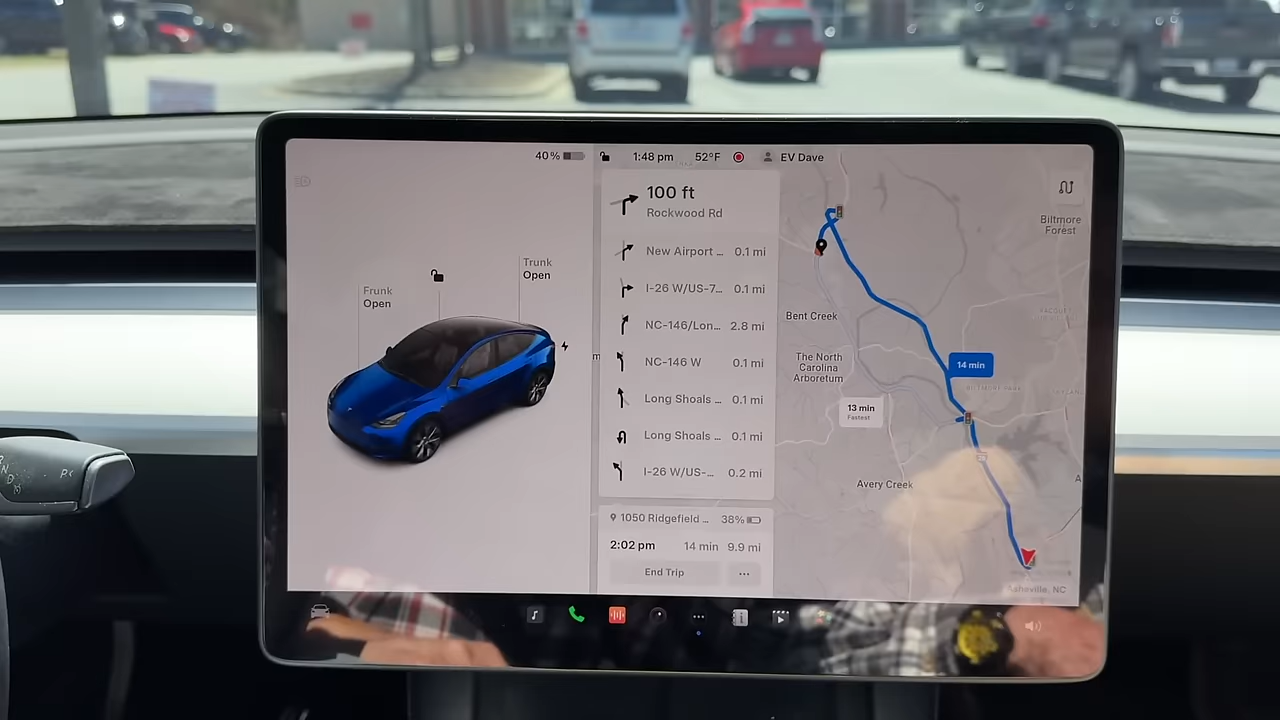 40%
1:48 pm
52°F
EV Dave
Frunk
Open
Trunk
Open
100 ft
Rockwood Rd
New Airport ... 0.1 mi
I-26 W/US-7... 0.1 mi
NC-146/Lon... 2.8 mi
NC-146 W 0.1 mi
Long Shoals ... 0.1 mi
Long Shoals ... 0.1 mi
I-26 W/US-... 0.2 mi
1050 Ridgefield ... 38%
2:02 pm 14 min 9.9 mi
End Trip ...
Biltmore
Forest
Bent Creek
The North
Carolina
Arboretum
14 min
BILTMORE PARK
13 min
Fastest
Avery Creek
Asheville, NC
R